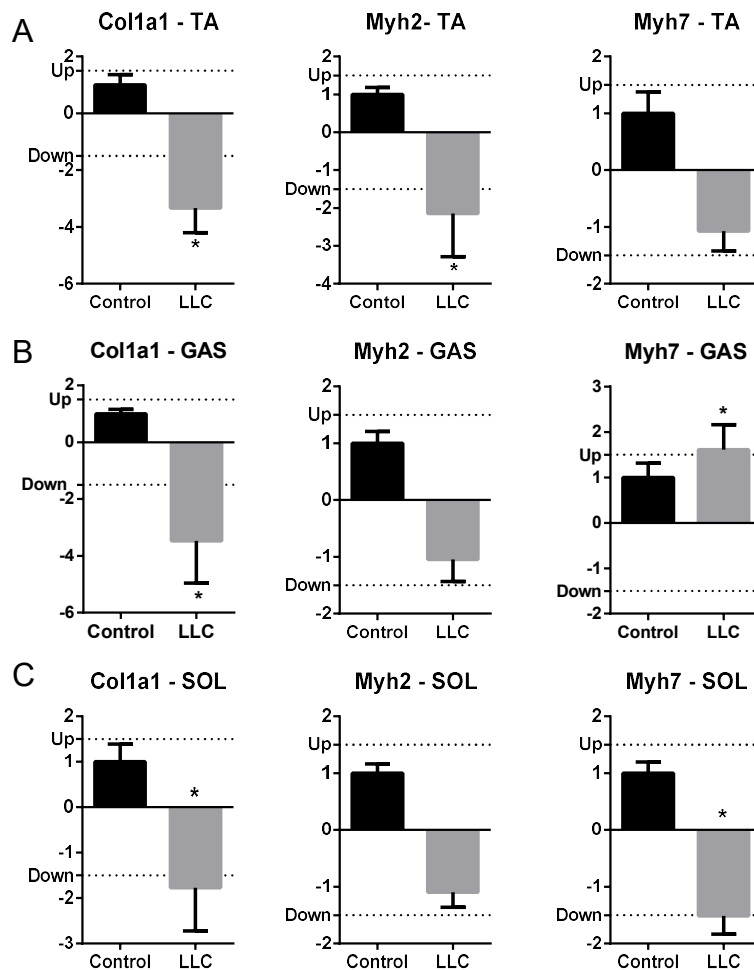 A
Col1a1 - TA
Myh2- TA
Myh7 - TA
2
Up
0
Down
-2
-4
-6
*
Control
LLC
2
Up
1
0
-1
Down
-2
-3
-4
*
Contol
LLC
2
Up
1
0
-1
Down
-2
Control
LLC
B
Col1a1 - GAS
Myh2 - GAS
Myh7 - GAS
2
Up
0
Down
-2
-4
-6
*
Control
LLC
2
Up
1
0
-1
Down
-2
Control
LLC
3
*
2
Up
1
0
-1
Down
-2
Control
LLC
C
Col1a1 - SOL
Myh2 - SOL
Myh7 - SOL
2
Up
1
*
0
-1
Down
-2
-3
Control
LLC
2
Up
1
0
-1
Down
-2
Control
LLC
2
Up
1
*
0
-1
Down
-2
Control
LLC